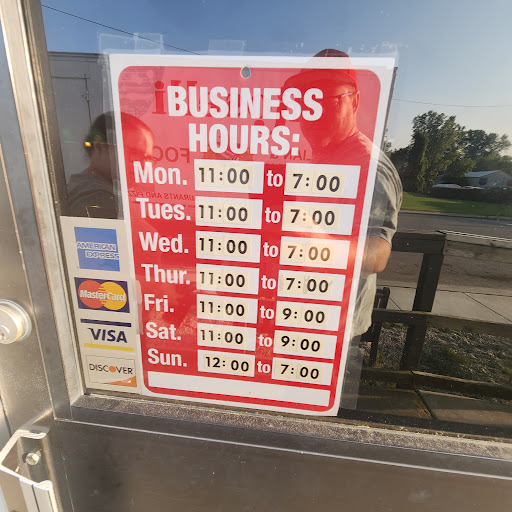 BUSINESS
HOURS:
Mon. 11:00 to 7:00
Tues. 11:00 to 7:00
Wed. 11:00 to 7:00
Thur. 11:00 to 7:00
Fri. 11:00 to 9:00
Sat. 11:00 to 9:00
Sun. 12:00 to 7:00
AMERICAN
EXPRESS
MasterCard
VISA
DISCOVER